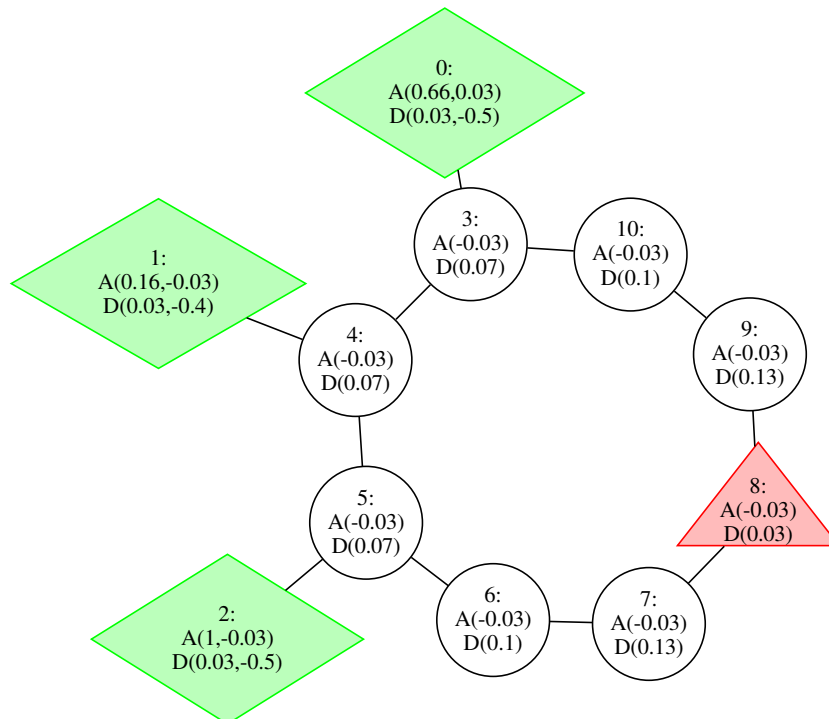 0:
A(0.66,0.03)
D(0.03,-0.5)
1:
A(0.16,-0.03)
D(0.03,-0.4)
3:
A(-0.03)
D(0.07)
10:
A(-0.03)
D(0.1)
4:
A(-0.03)
D(0.07)
9:
A(-0.03)
D(0.13)
5:
A(-0.03)
D(0.07)
8:
A(-0.03)
D(0.03)
2:
A(1,-0.03)
D(0.03,-0.5)
6:
A(-0.03)
D(0.1)
7:
A(-0.03)
D(0.13)